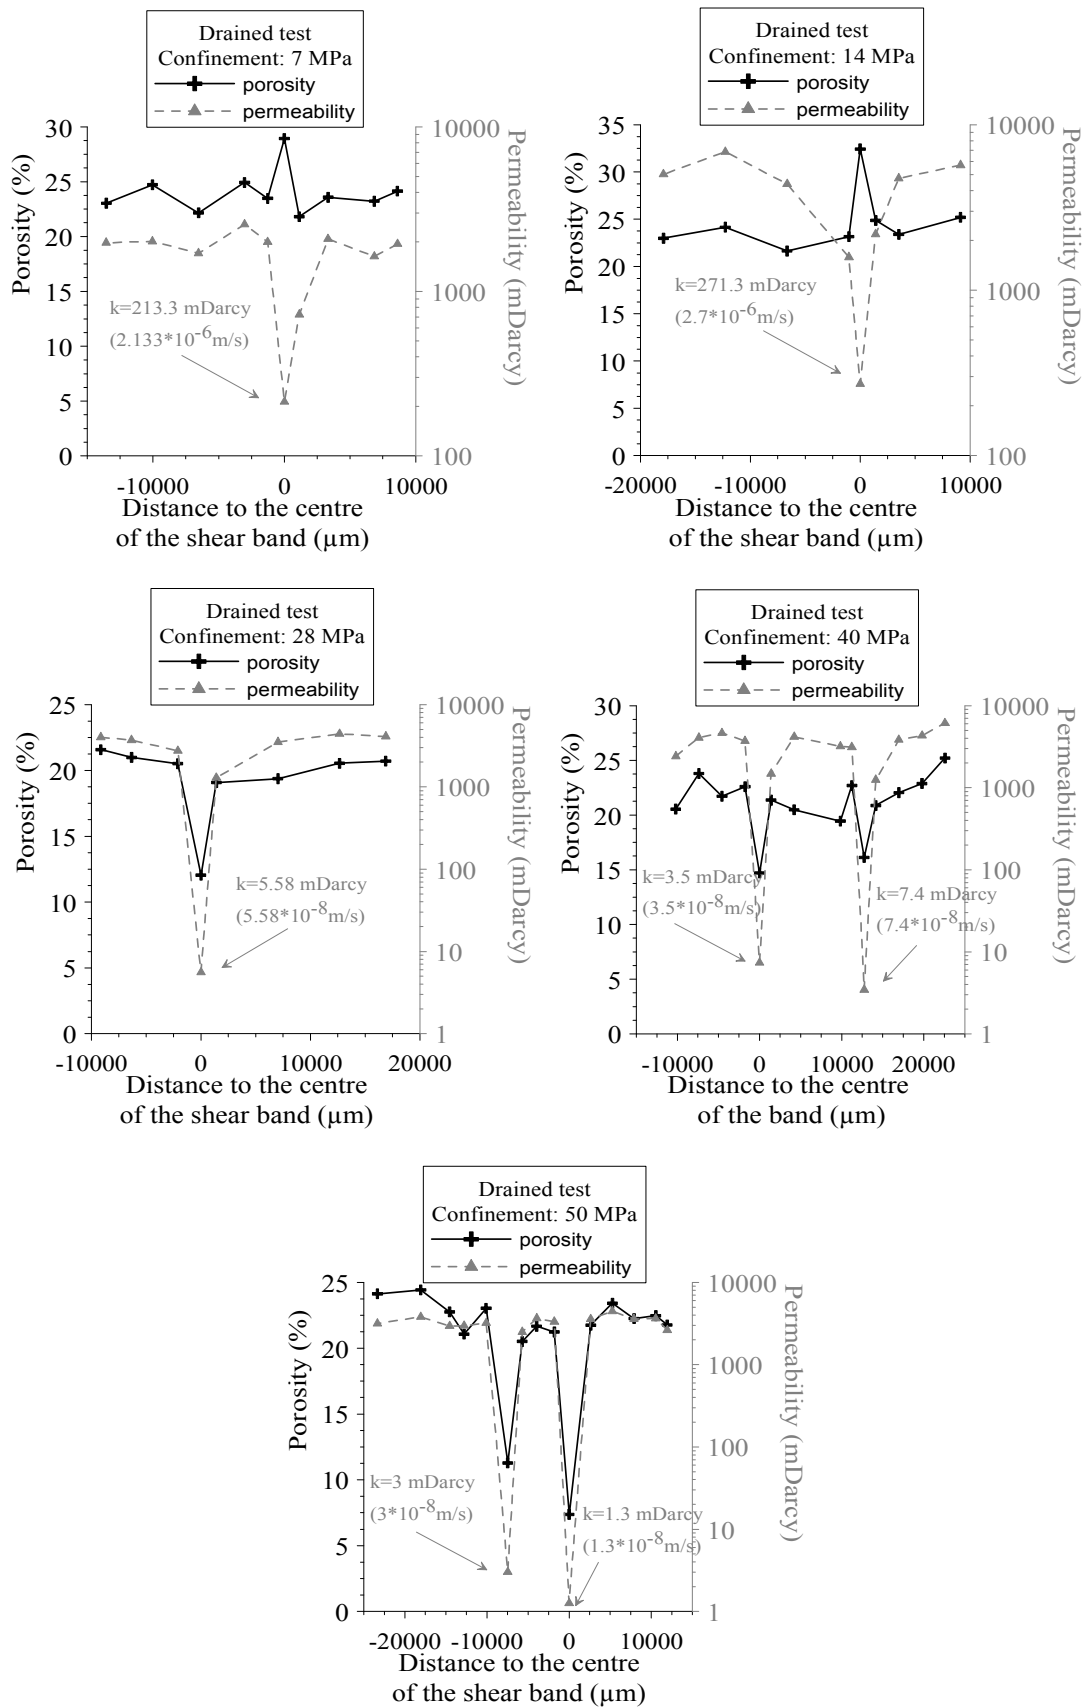 Drained test
Confinement: 7 MPa
porosity
permeability
30
25
20
15
10
5
0
Porosity (%)
10000
1000
100
Permeability (mDarcy)
k=213.3 mDarcy
(2.133*10-6m/s)
-10000
0
10000
Distance to the centre
of the shear band (µm)
Drained test
Confinement: 14 MPa
porosity
permeability
35
30
25
20
15
10
5
0
Porosity (%)
10000
1000
100
Permeability (mDarcy)
k=271.3 mDarcy
(2.7*10-6m/s)
-20000
-10000
0
10000
Distance to the centre
of the shear band (µm)
Drained test
Confinement: 28 MPa
porosity
permeability
25
20
15
10
5
0
Porosity (%)
10000
1000
100
10
1
Permeability (mDarcy)
k=5.58 mDarcy
(5.58*10-8m/s)
-10000
0
10000
20000
Distance to the centre
of the shear band (µm)
Drained test
Confinement: 40 MPa
porosity
permeability
30
25
20
15
10
5
0
Porosity (%)
10000
1000
100
10
1
Permeability (mDarcy)
k=3.5 mDarcy
(3.5*10-8m/s)
k=7.4 mDarcy
(7.4*10-8m/s)
-10000
0
10000
20000
Distance to the centre
of the band (µm)
Drained test
Confinement: 50 MPa
porosity
permeability
25
20
15
10
5
0
Porosity (%)
10000
1000
100
10
1
Permeability (mDarcy)
k=3 mDarcy
(3*10-8m/s)
k=1.3 mDarcy
(1.3*10-8m/s)
-20000
-10000
0
10000
Distance to the centre
of the shear band (µm)